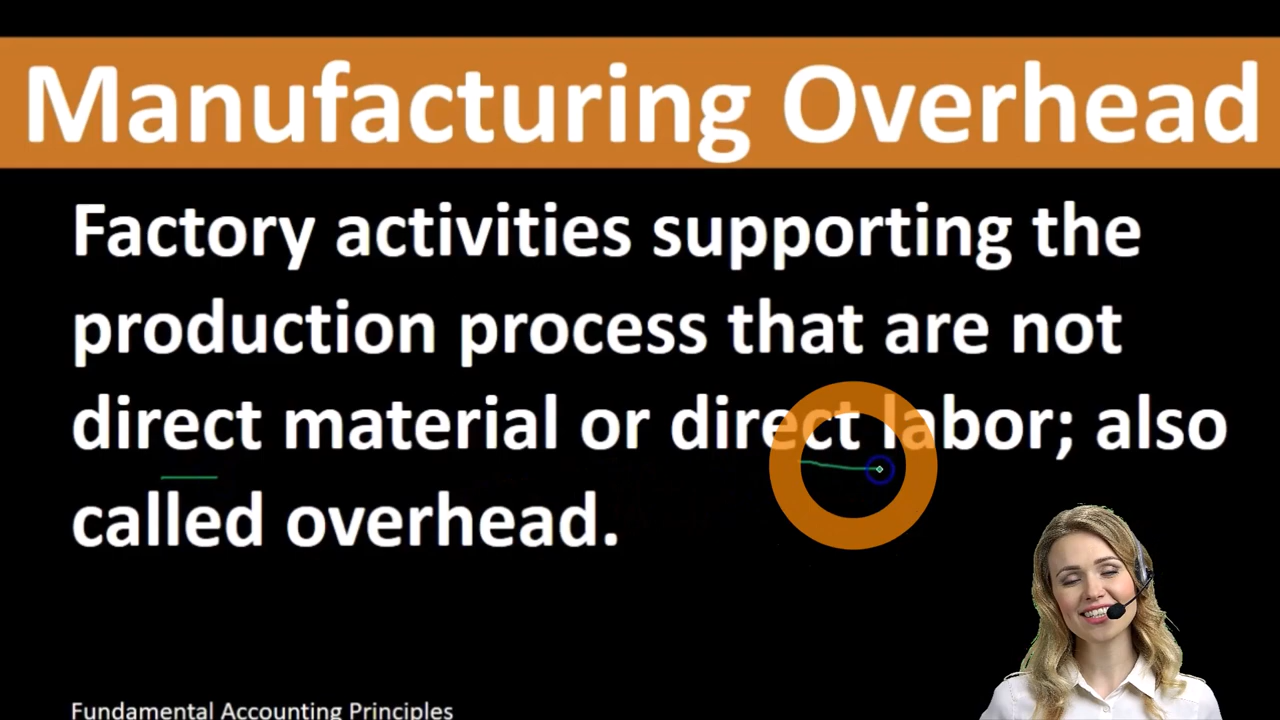 Manufacturing Overhead
Factory activities supporting the
production process that are not
direct material or direct labor; also
called overhead.
Fundamental Accounting Principles